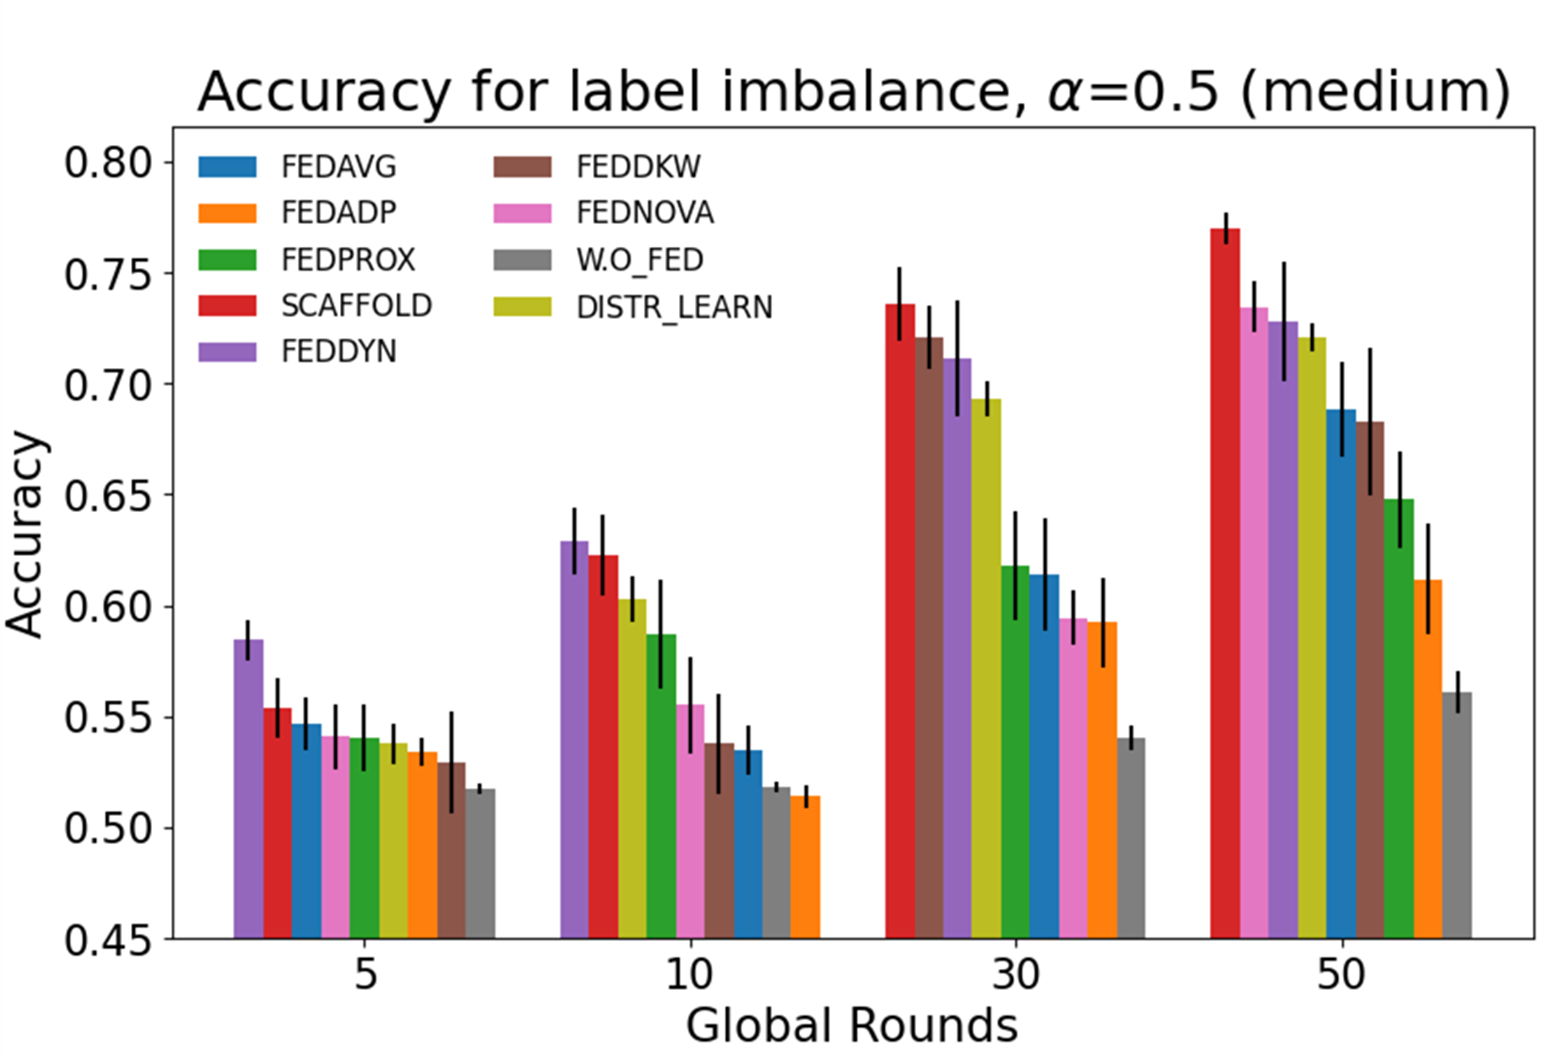 Accuracy for label imbalance, α=0.5 (medium)
FEDAVG
FEDADP
FEDPROX
SCAFFOLD
FEDDYN
FEDDKW
FEDNOVA
W.O_FED
DISTR_LEARN
Accuracy
0.80
0.75
0.70
0.65
0.60
0.55
0.50
0.45
5 10 30 50
Global Rounds